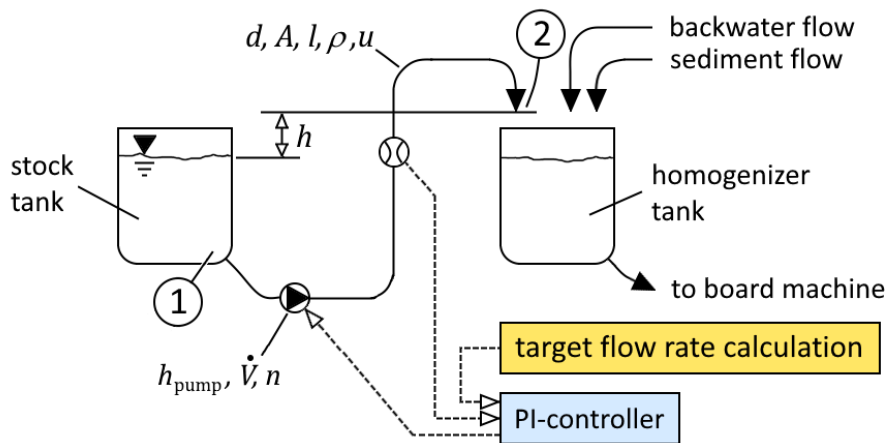 d, A, l, ρ,u
2
backwater flow
sediment flow
h
stock
tank
homogenizer
tank
1
to board machine
target flow rate calculation
h_pump, V̇, n
PI-controller